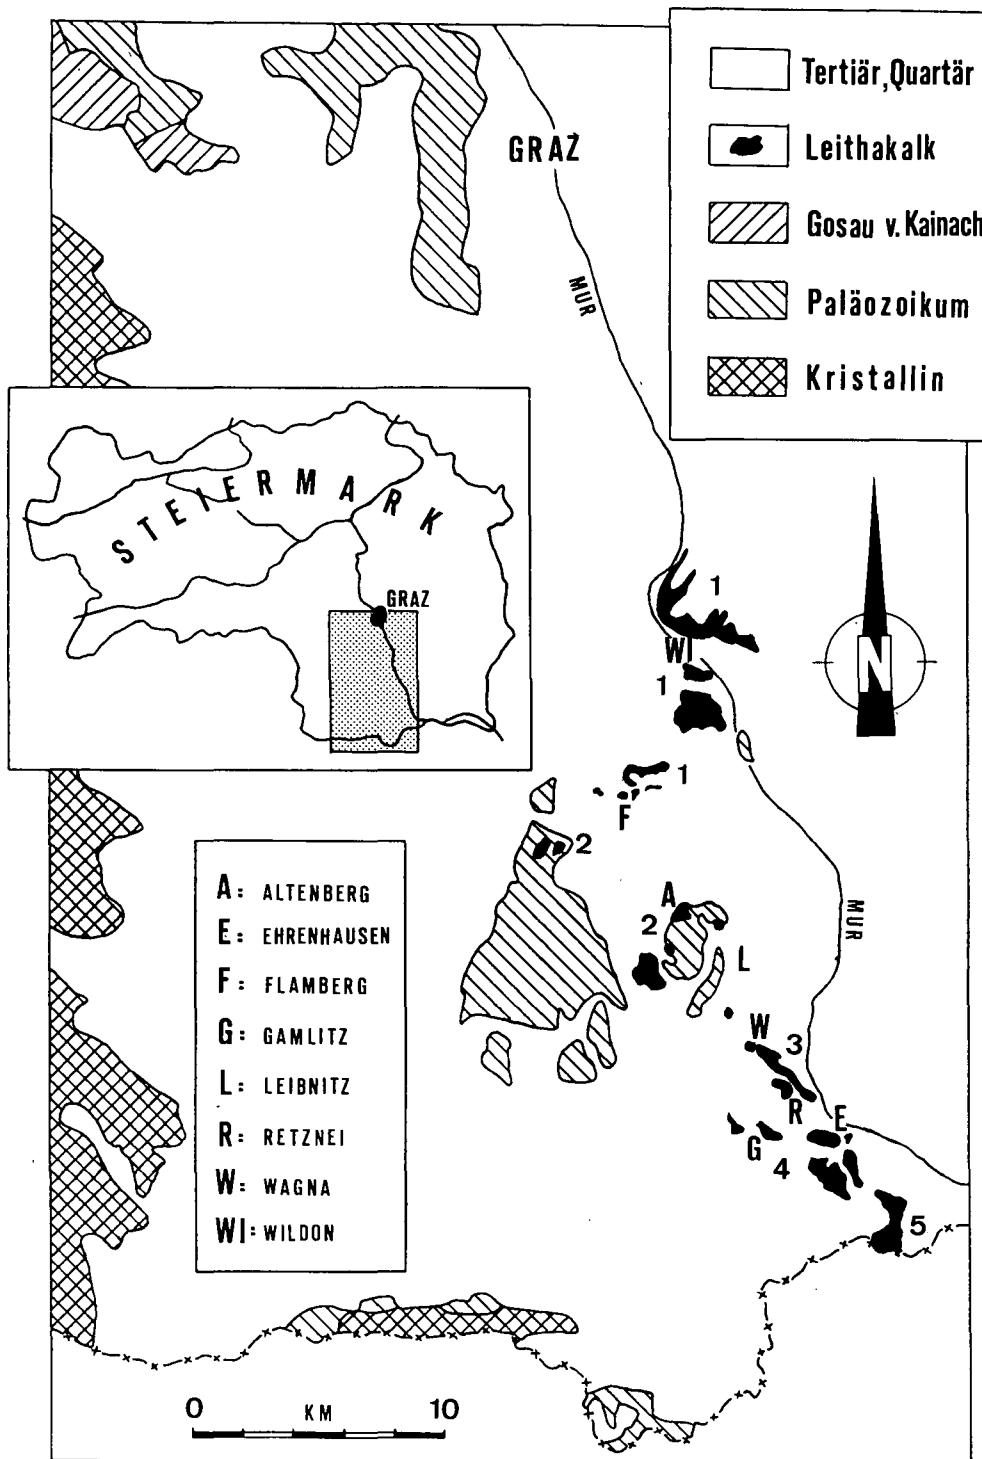 Tertiär, Quartär
Leithakalk
Gosau v. Kainach
Paläozoikum
Kristallin
GRAZ
MUR
STEIERMARK
GRAZ
N
1
WI
1
1
F
2
A
2
L
MUR
W
3
R
E
G
4
5
A: ALTENBERG
E: EHRENHAUSEN
F: FLAMBERG
G: GAMLITZ
L: LEIBNITZ
R: RETZNEI
W: WAGNA
WI: WILDON
0 KM 10